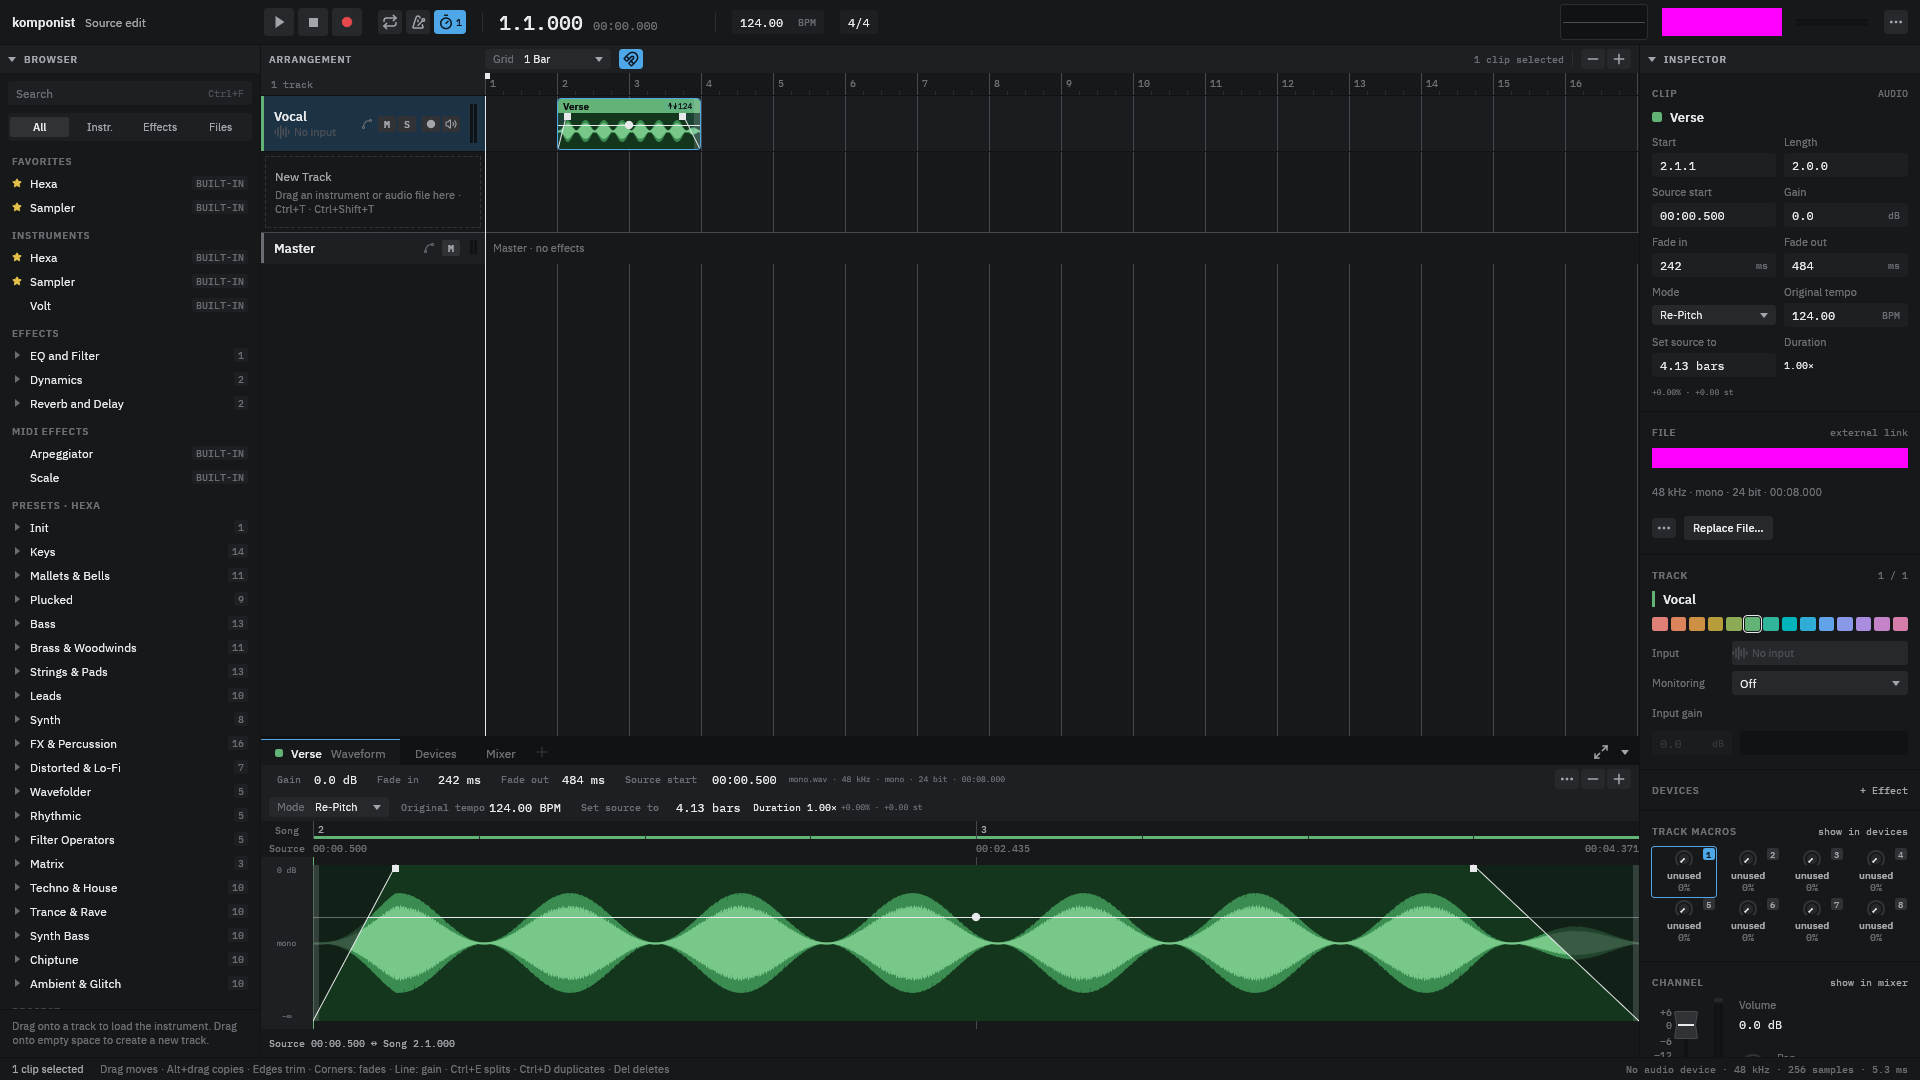 komponist Source edit
1
1.1.000 00:00.000
124.00 BPM
4/4
BROWSER
Search Ctrl+F
All Instr. Effects Files
FAVORITES
Hexa BUILT-IN
Sampler BUILT-IN
INSTRUMENTS
Hexa BUILT-IN
Sampler BUILT-IN
Volt BUILT-IN
EFFECTS
EQ and Filter 1
Dynamics 2
Reverb and Delay 2
MIDI EFFECTS
Arpeggiator BUILT-IN
Scale BUILT-IN
PRESETS · HEXA
Init 1
Keys 14
Mallets & Bells 11
Plucked 9
Bass 13
Brass & Woodwinds 11
Strings & Pads 13
Leads 10
Synth 8
FX & Percussion 16
Distorted & Lo-Fi 7
Wavefolder 5
Rhythmic 5
Filter Operators 5
Matrix 3
Techno & House 10
Trance & Rave 10
Synth Bass 10
Chiptune 10
Ambient & Glitch 10
Drag onto a track to load the instrument. Drag
onto empty space to create a new track.
ARRANGEMENT
Grid 1 Bar
1 clip selected
1 track
1 2 3 4 5 6 7 8 9 10 11 12 13 14 15 16
Vocal
No input
M S
Verse 124
New Track
Drag an instrument or audio file here ·
Ctrl+T · Ctrl+Shift+T
Master M
Master · no effects
Verse Waveform Devices Mixer
Gain 0.0 dB Fade in 242 ms Fade out 484 ms Source start 00:00.500 mono.wav · 48 kHz · mono · 24 bit · 00:08.000
Mode Re-Pitch Original tempo 124.00 BPM Set source to 4.13 bars Duration 1.00× +0.00% · +0.00 st
Song 2 3
Source 00:00.500 00:02.435 00:04.371
0 dB
mono
-∞
Source 00:00.500 ⇔ Song 2.1.000
INSPECTOR
CLIP AUDIO
Verse
Start Length
2.1.1 2.0.0
Source start Gain
00:00.500 0.0 dB
Fade in Fade out
242 ms 484 ms
Mode Original tempo
Re-Pitch 124.00 BPM
Set source to Duration
4.13 bars 1.00×
+0.00% · +0.00 st
FILE external link
48 kHz · mono · 24 bit · 00:08.000
Replace File...
TRACK 1 / 1
Vocal
Input No input
Monitoring Off
Input gain
0.0 dB
DEVICES + Effect
TRACK MACROS show in devices
1 2 3 4
unused unused unused unused
0% 0% 0% 0%
5 6 7 8
unused unused unused unused
0% 0% 0% 0%
CHANNEL show in mixer
Volume
0.0 dB
+6
0
-6
-12
1 clip selected Drag moves · Alt+drag copies · Edges trim · Corners: fades · Line: gain · Ctrl+E splits · Ctrl+D duplicates · Del deletes
No audio device · 48 kHz · 256 samples · 5.3 ms